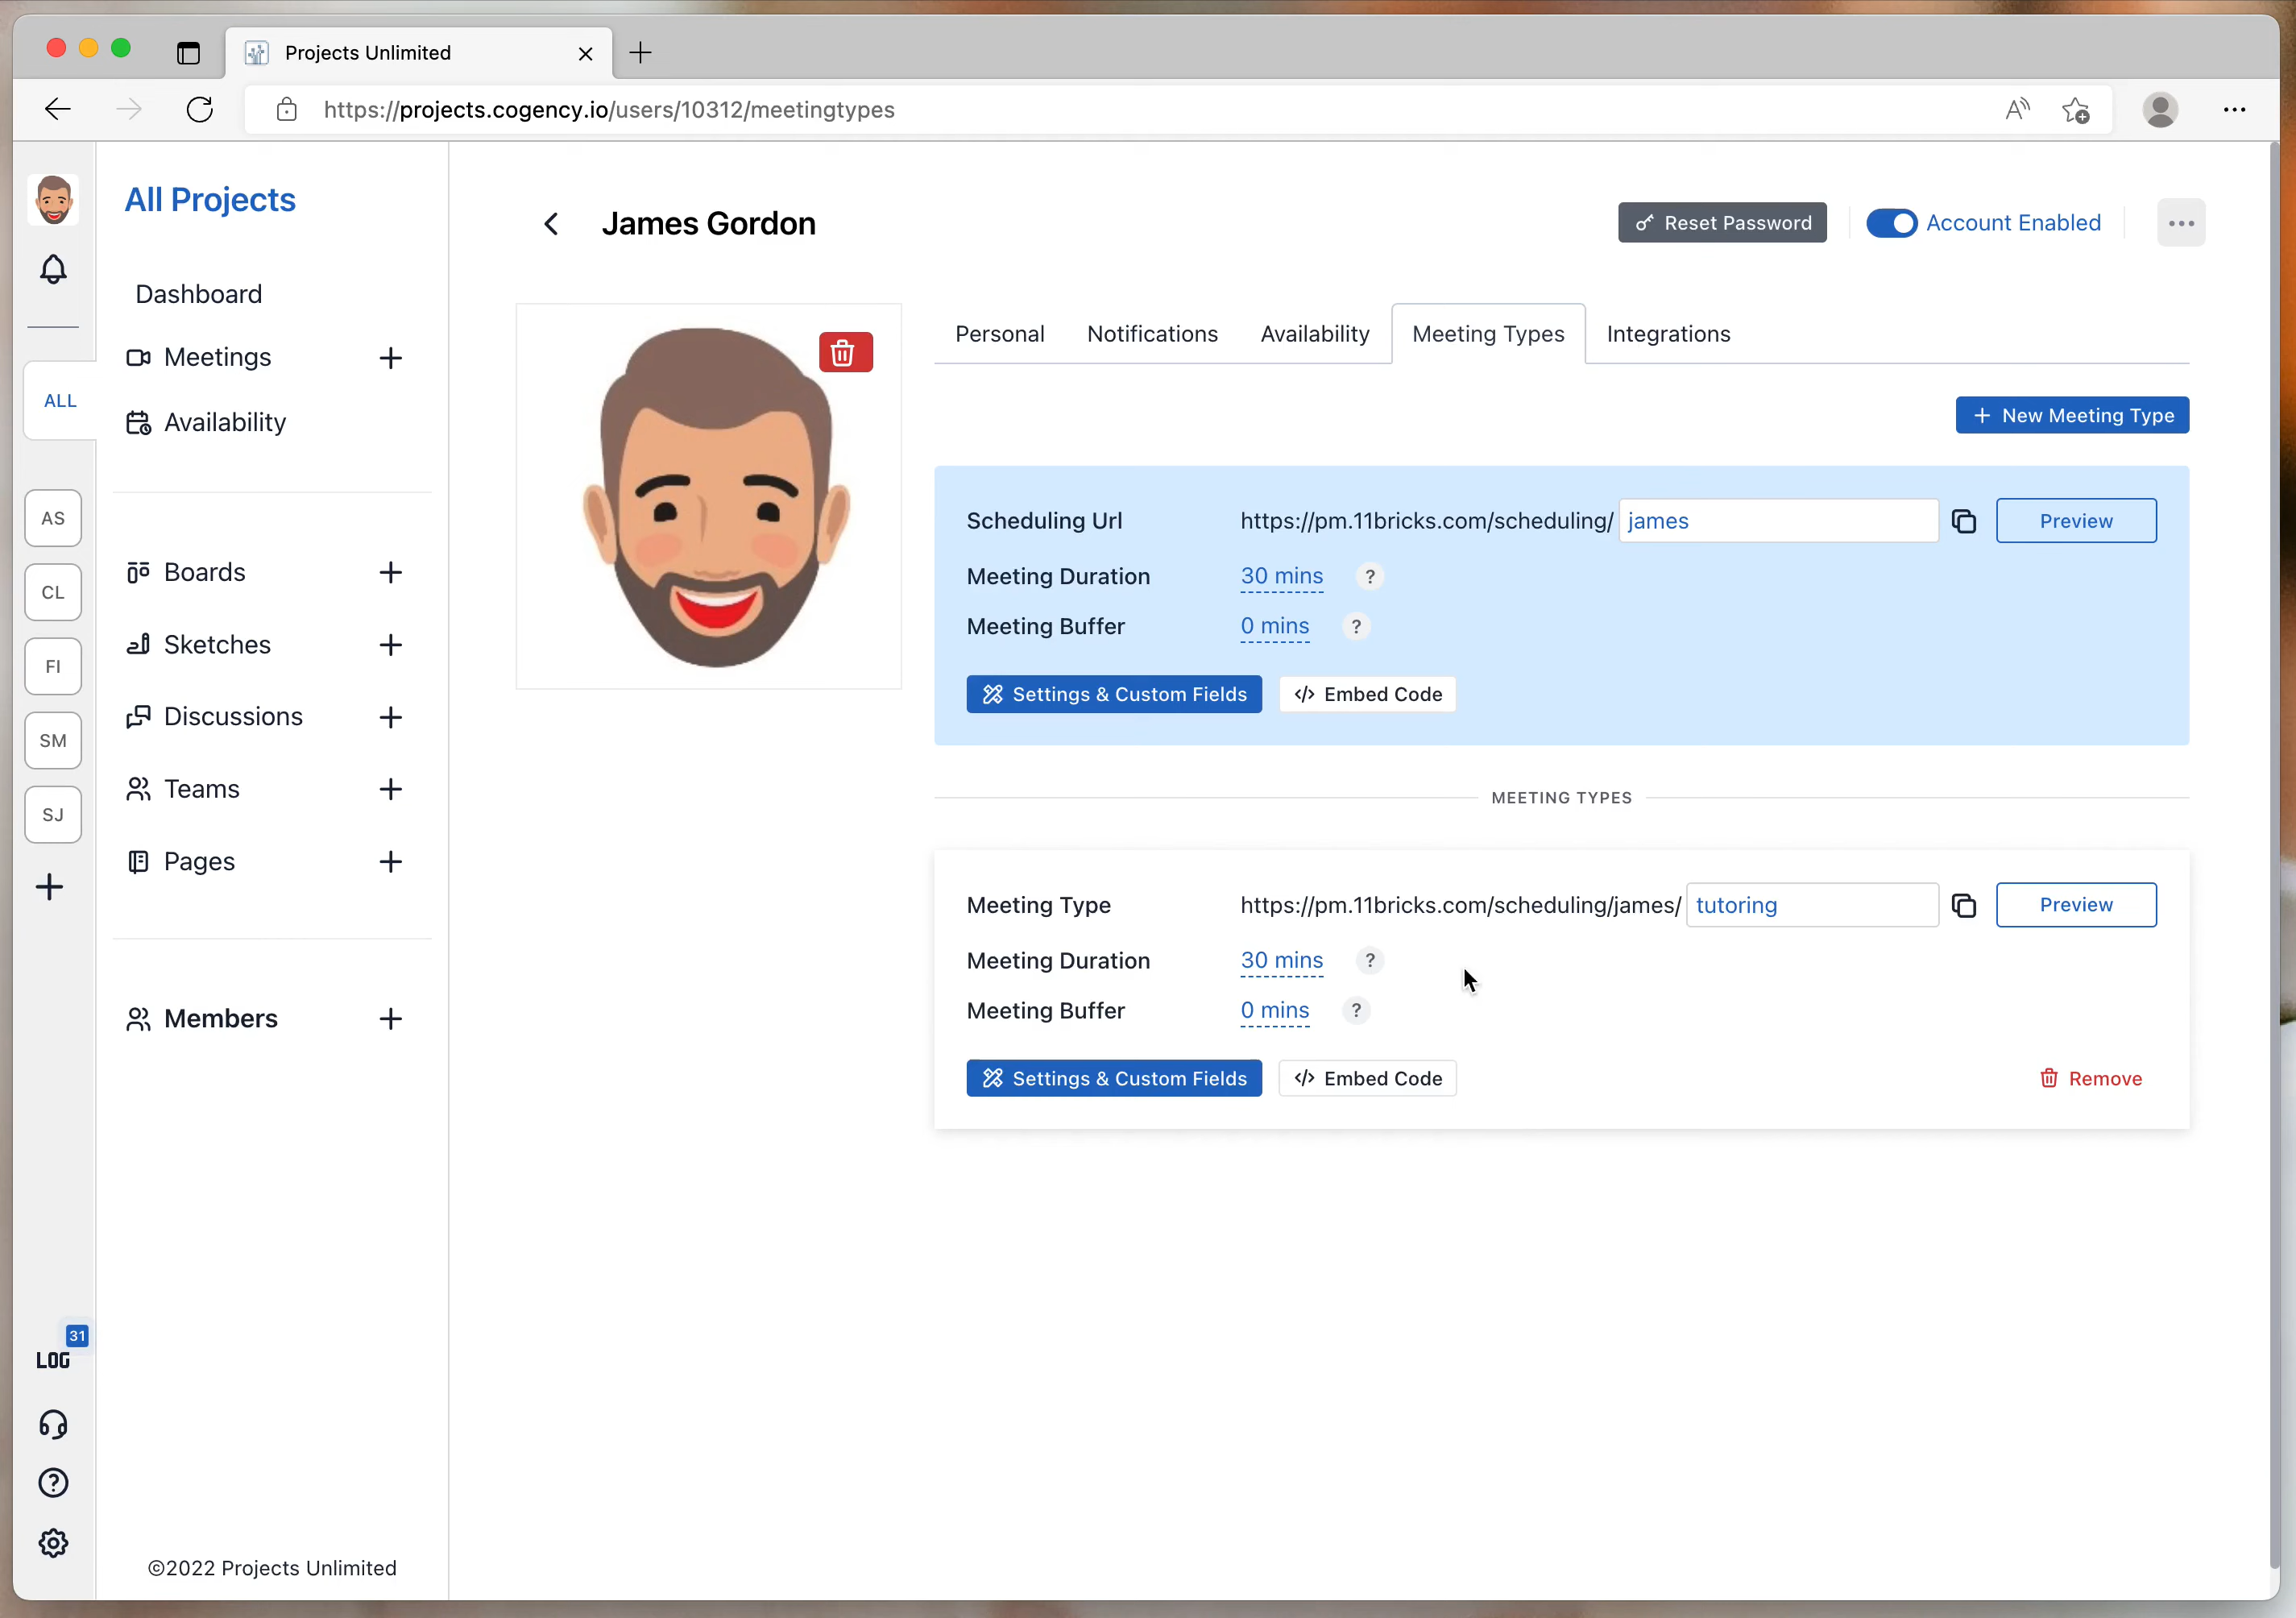 Projects Unlimited
https://projects.cogency.io/users/10312/meetingtypes
All Projects
Dashboard
Meetings
Availability
ALL
AS
CL
FI
SM
SJ
Boards
Sketches
Discussions
Teams
Pages
Members
31
LOG
©2022 Projects Unlimited
James Gordon
Reset Password
Account Enabled
Personal Notifications Availability Meeting Types Integrations
+ New Meeting Type
Scheduling Url https://pm.11bricks.com/scheduling/ james Preview
Meeting Duration 30 mins ?
Meeting Buffer 0 mins ?
Settings & Custom Fields </> Embed Code
MEETING TYPES
Meeting Type https://pm.11bricks.com/scheduling/james/ tutoring Preview
Meeting Duration 30 mins ?
Meeting Buffer 0 mins ?
Settings & Custom Fields </> Embed Code Remove